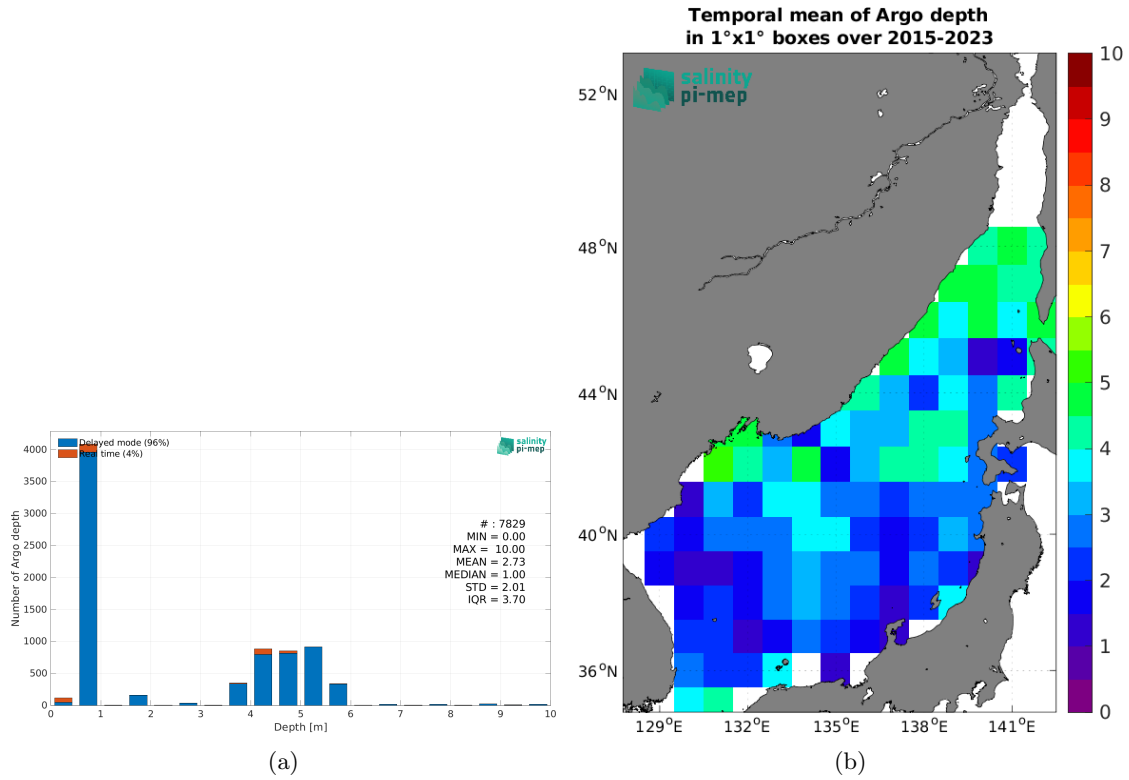 Delayed mode (96%)
Real time (4%)
salinity
pi-mep
# : 7829
MIN = 0.00
MAX = 10.00
MEAN = 2.73
MEDIAN = 1.00
STD = 2.01
IQR = 3.70
Number of Argo depth
4000
3500
3000
2500
2000
1500
1000
500
0
0 1 2 3 4 5 6 7 8 9 10
Depth [m]
(a)
Temporal mean of Argo depth
in 1°x1° boxes over 2015-2023
salinity
pi-mep
52°N
48°N
44°N
40°N
36°N
129°E 132°E 135°E 138°E 141°E
10
9
8
7
6
5
4
3
2
1
0
(b)